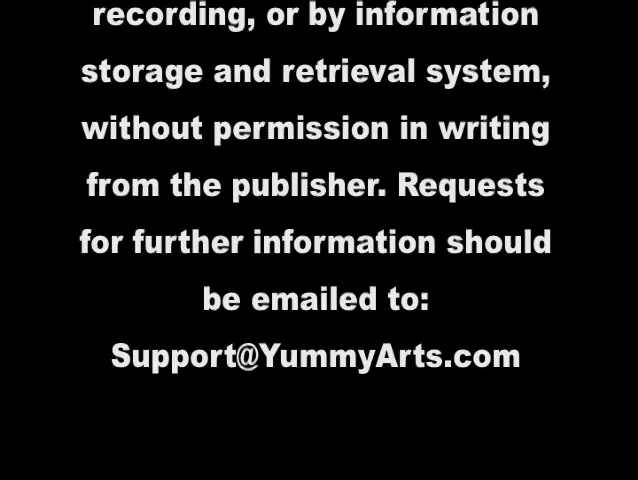 recording, or by information
storage and retrieval system,
without permission in writing
from the publisher. Requests
for further information should
be emailed to:
Support@YummyArts.com